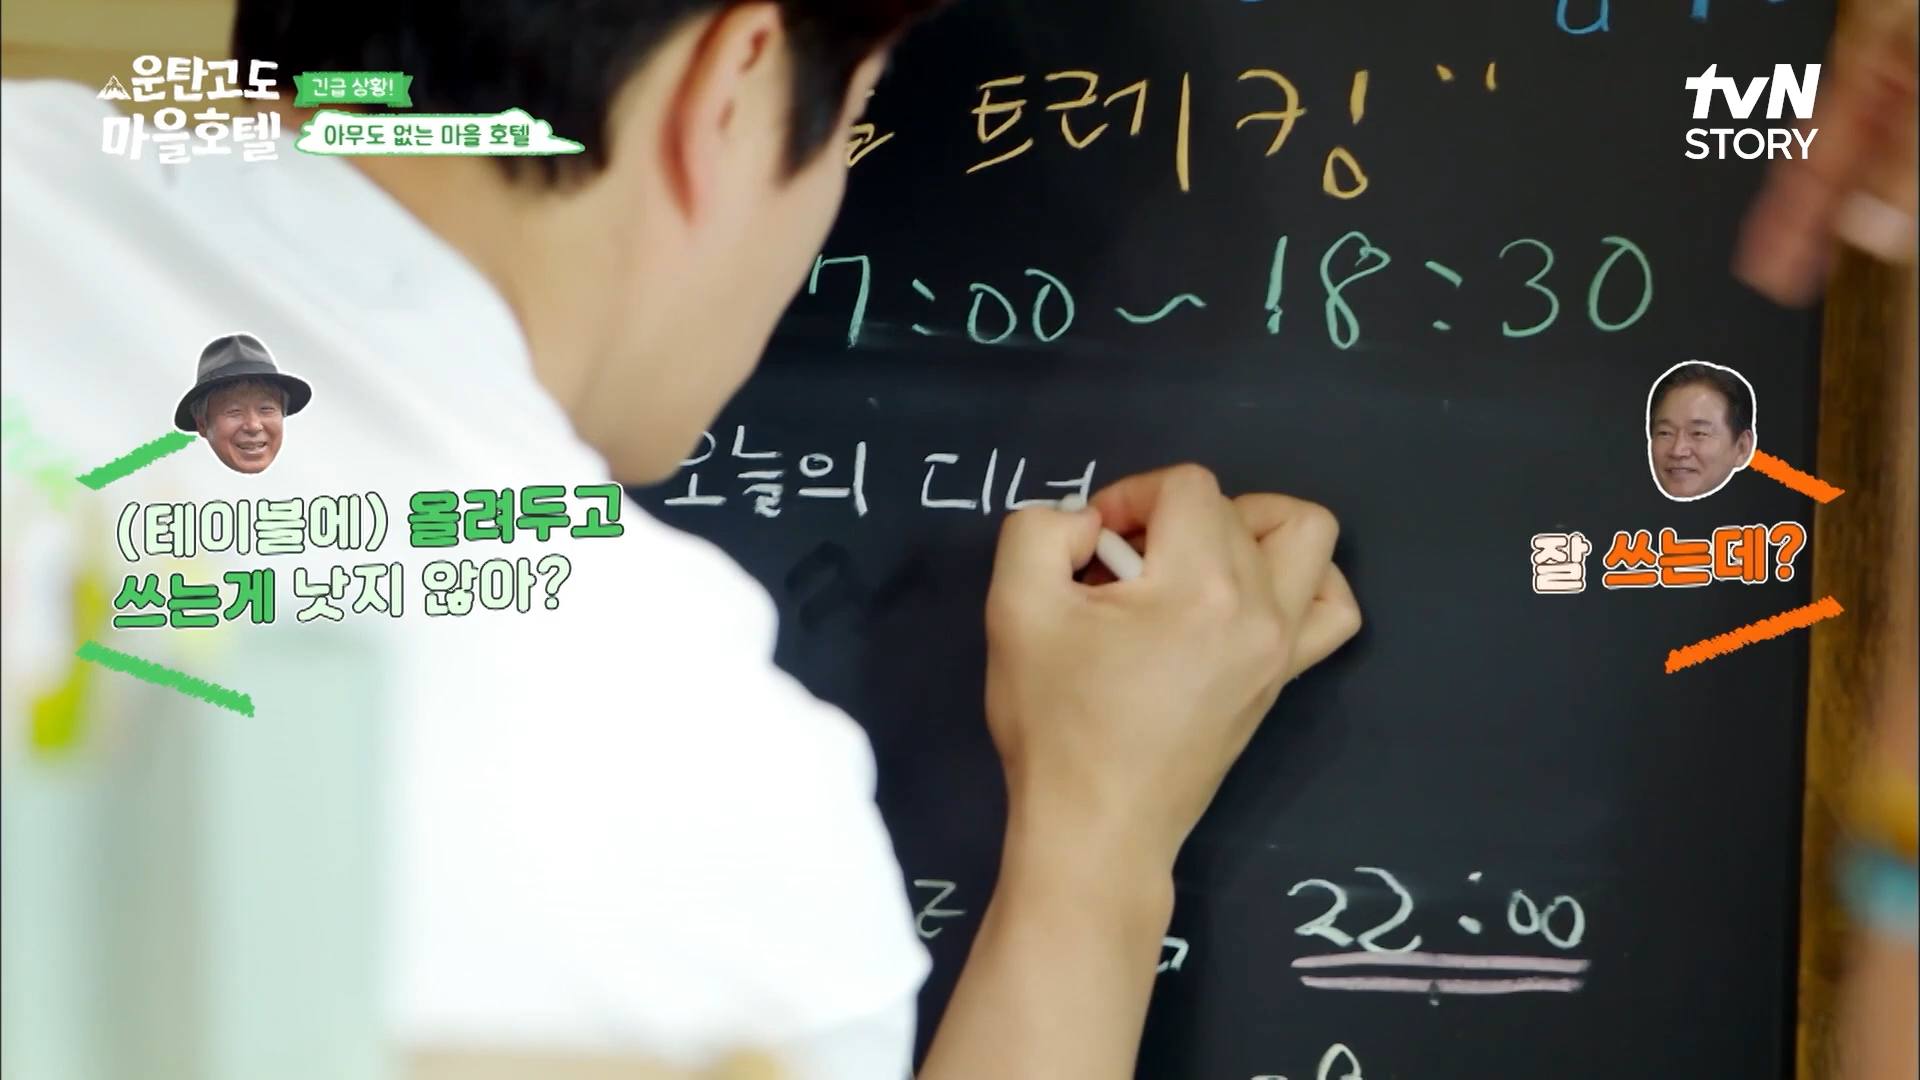 운탄고도
마을호텔
긴급 상황!
아무도 없는 마을 호텔
tvN
STORY
트레킹"
7:00 ~ 18:30
오늘의 디너
(테이블에) 올려두고
쓰는게 낫지 않아?
잘 쓰는데?
22:00